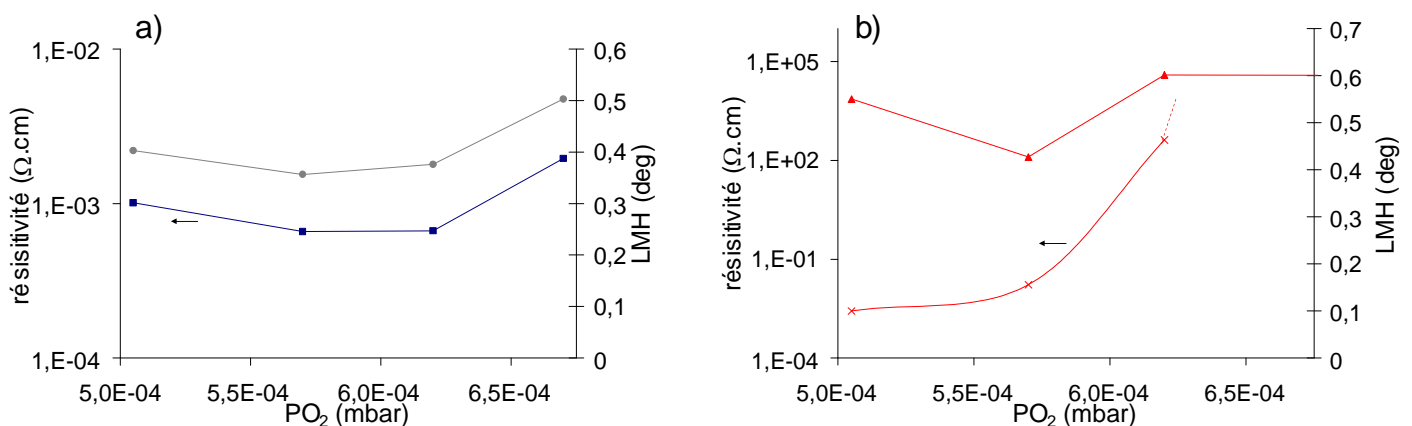 a)
résisitivité (Ω.cm)
1,E-02
1,E-03
1,E-04
0,6
0,5
0,4
0,3
0,2
0,1
0
LMH (deg)
5,0E-04 5,5E-04 6,0E-04 6,5E-04
PO2 (mbar)
b)
résisitivité (Ω.cm)
1,E+05
1,E+02
1,E-01
1,E-04
0,7
0,6
0,5
0,4
0,3
0,2
0,1
0
LMH (deg)
5,0E-04 5,5E-04 6,0E-04 6,5E-04
PO2 (mbar)